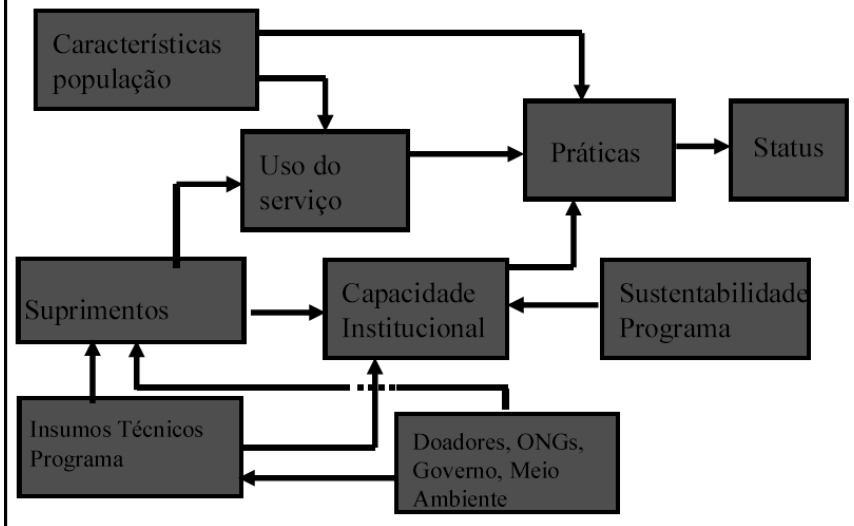 Característícas
população
Uso do
serviço
Práticas
Status
Suprimentos
Capacidade
Institucional
Sustentabilidade
Programa
Insumos Técnicos
Programa
Doadores, ONGs,
Governo, Meio
Ambiente